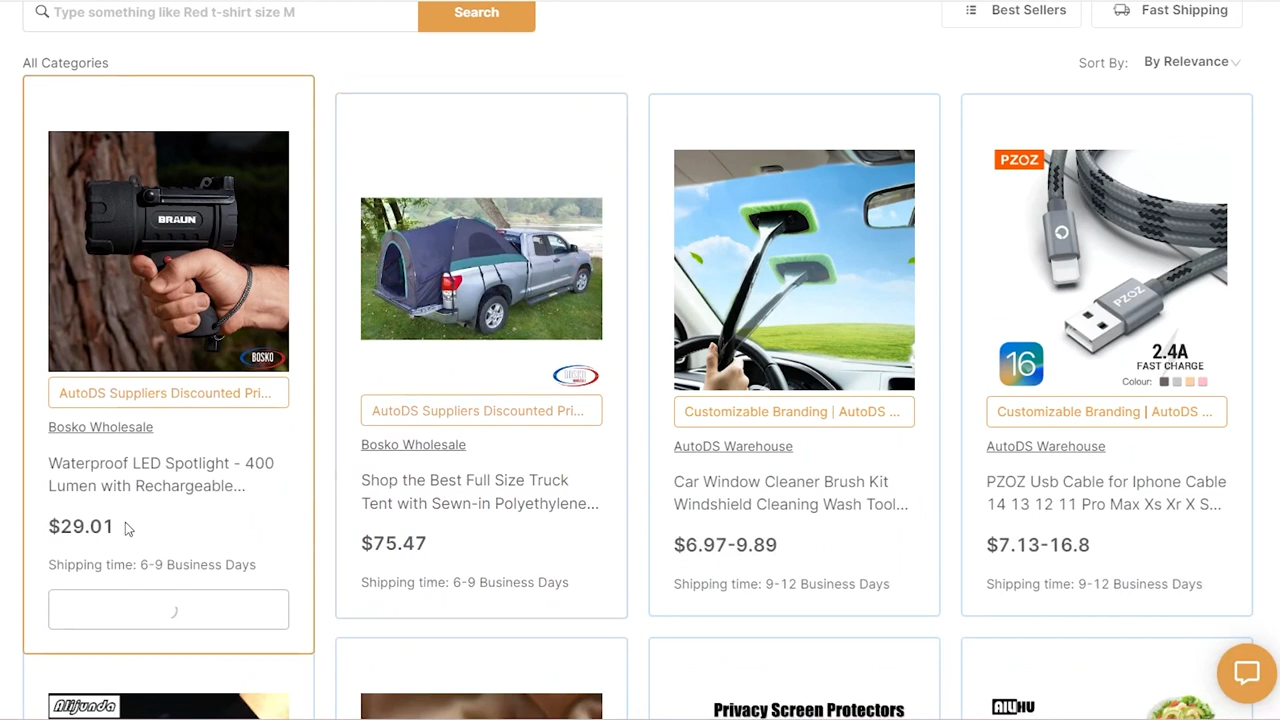 Type something like Red t-shirt size M
Search
Best Sellers
Fast Shipping
All Categories
Sort By: By Relevance
BRAUN
BOSKO
AutoDS Suppliers Discounted Pri...
Bosko Wholesale
Waterproof LED Spotlight - 400
Lumen with Rechargeable...
$29.01
Shipping time: 6-9 Business Days
BOSKO
AutoDS Suppliers Discounted Pri...
Bosko Wholesale
Shop the Best Full Size Truck
Tent with Sewn-in Polyethylene...
$75.47
Shipping time: 6-9 Business Days
Customizable Branding | AutoDS ...
AutoDS Warehouse
Car Window Cleaner Brush Kit
Windshield Cleaning Wash Tool...
$6.97-9.89
Shipping time: 9-12 Business Days
PZOZ
PZOZ
16
2.4A
FAST CHARGE
Colour:
Customizable Branding | AutoDS ...
AutoDS Warehouse
PZOZ Usb Cable for Iphone Cable
14 13 12 11 Pro Max Xs Xr X S...
$7.13-16.8
Shipping time: 9-12 Business Days
Alijunda
Privacy Screen Protectors